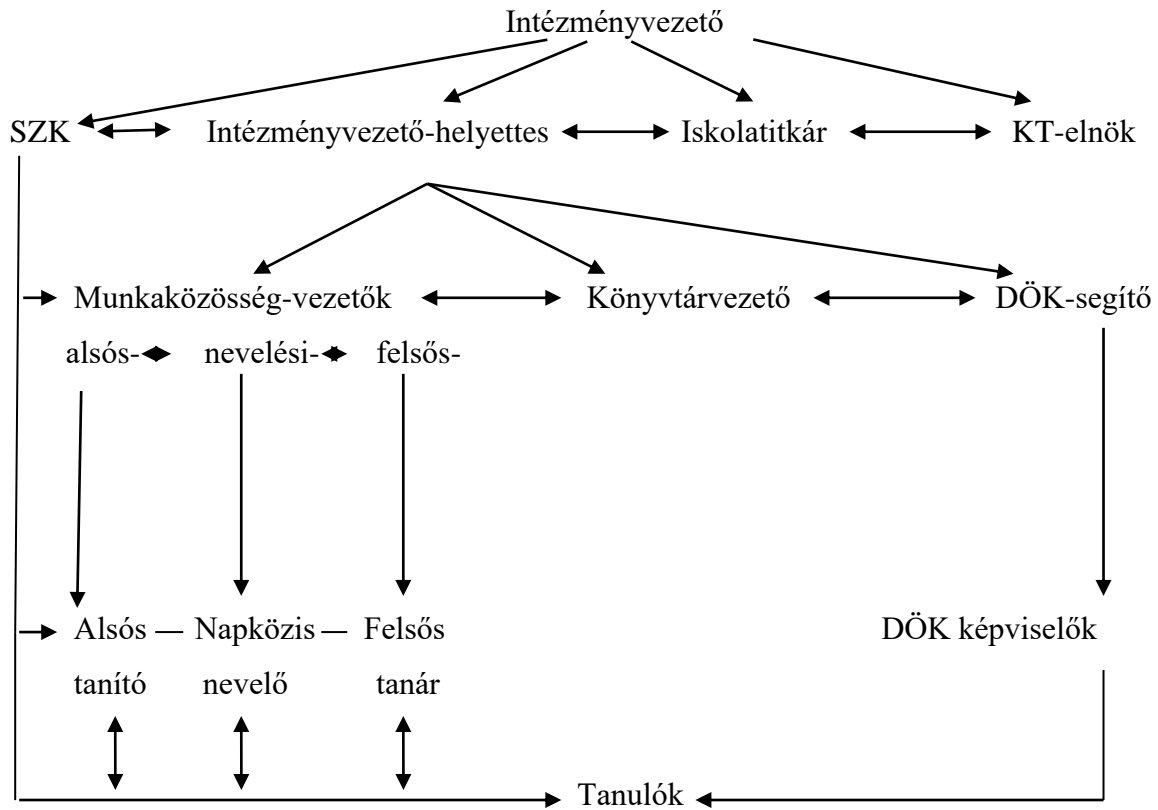 Intézményvezető
SZK Intézményvezető-helyettes Iskolatitkár KT-elnök
Munkaközösség-vezetők Könyvtárvezető DÖK-segítő
alsós- nevelési- felsős-
Alsós — Napközis — Felsős DÖK képviselők
tanító nevelő tanár
Tanulók